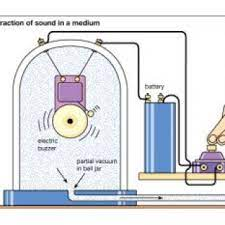 raction of sound in a medium
battery
electric
buzzer
partial vacuum
in bell jar